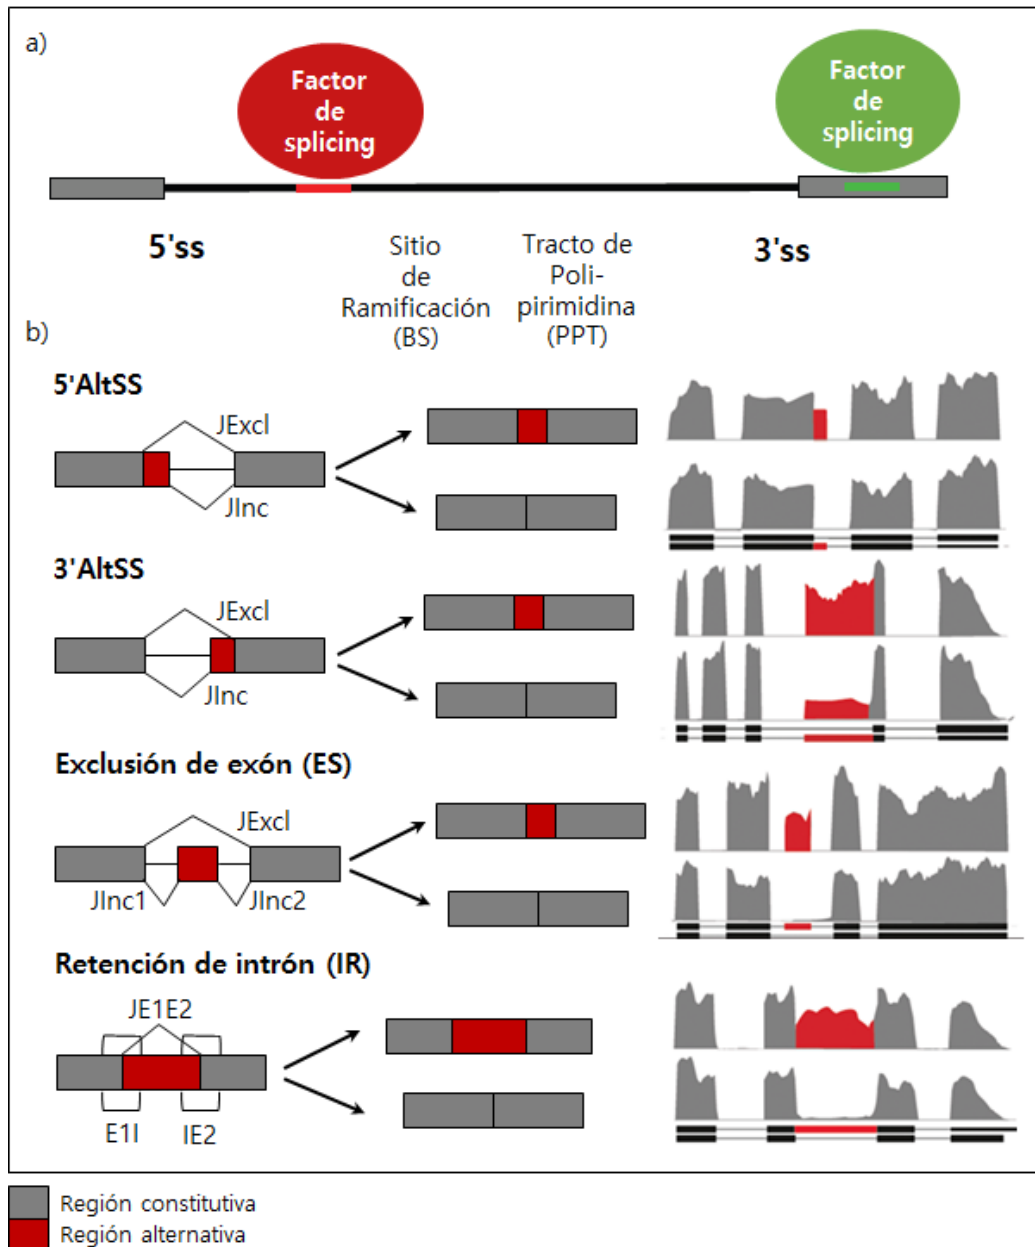 a)
Factor
de
splicing
Factor
de
splicing
5'ss
Sitio
de
Ramificación
(BS)
Tracto de
Poli-
pirimidina
(PPT)
3'ss
b)
5'AltSS
JExcl
JInc
3'AltSS
JExcl
JInc
Exclusión de exón (ES)
JExcl
JInc1
JInc2
Retención de intrón (IR)
JE1E2
E1I
IE2
Región constitutiva
Región alternativa